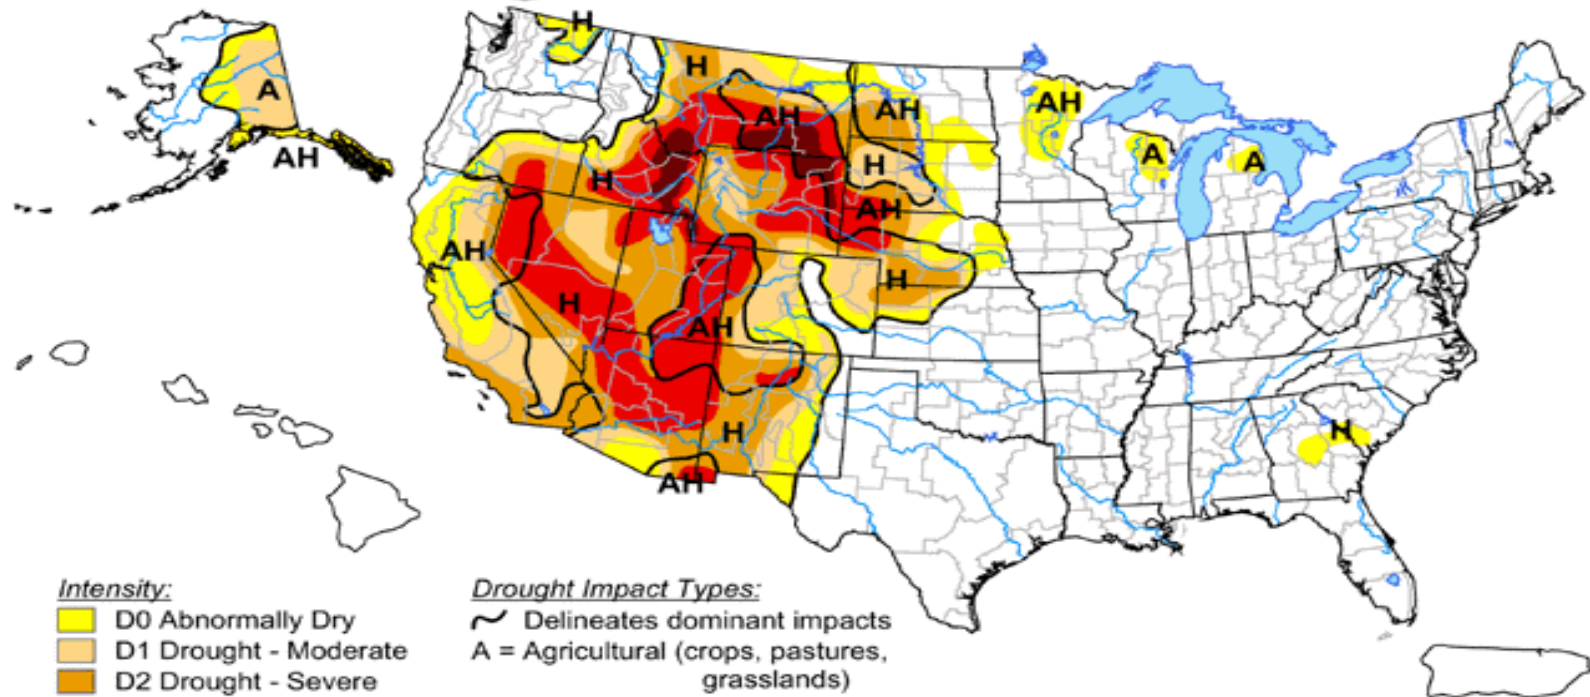 H
AH
A
H
AH
AH
AH
H
A
A
AH
H
AH
AH
H
H
AH
H
H
AH
Intensity:
D0 Abnormally Dry
D1 Drought - Moderate
D2 Drought - Severe
Drought Impact Types:
Delineates dominant impacts
A = Agricultural (crops, pastures,
grasslands)